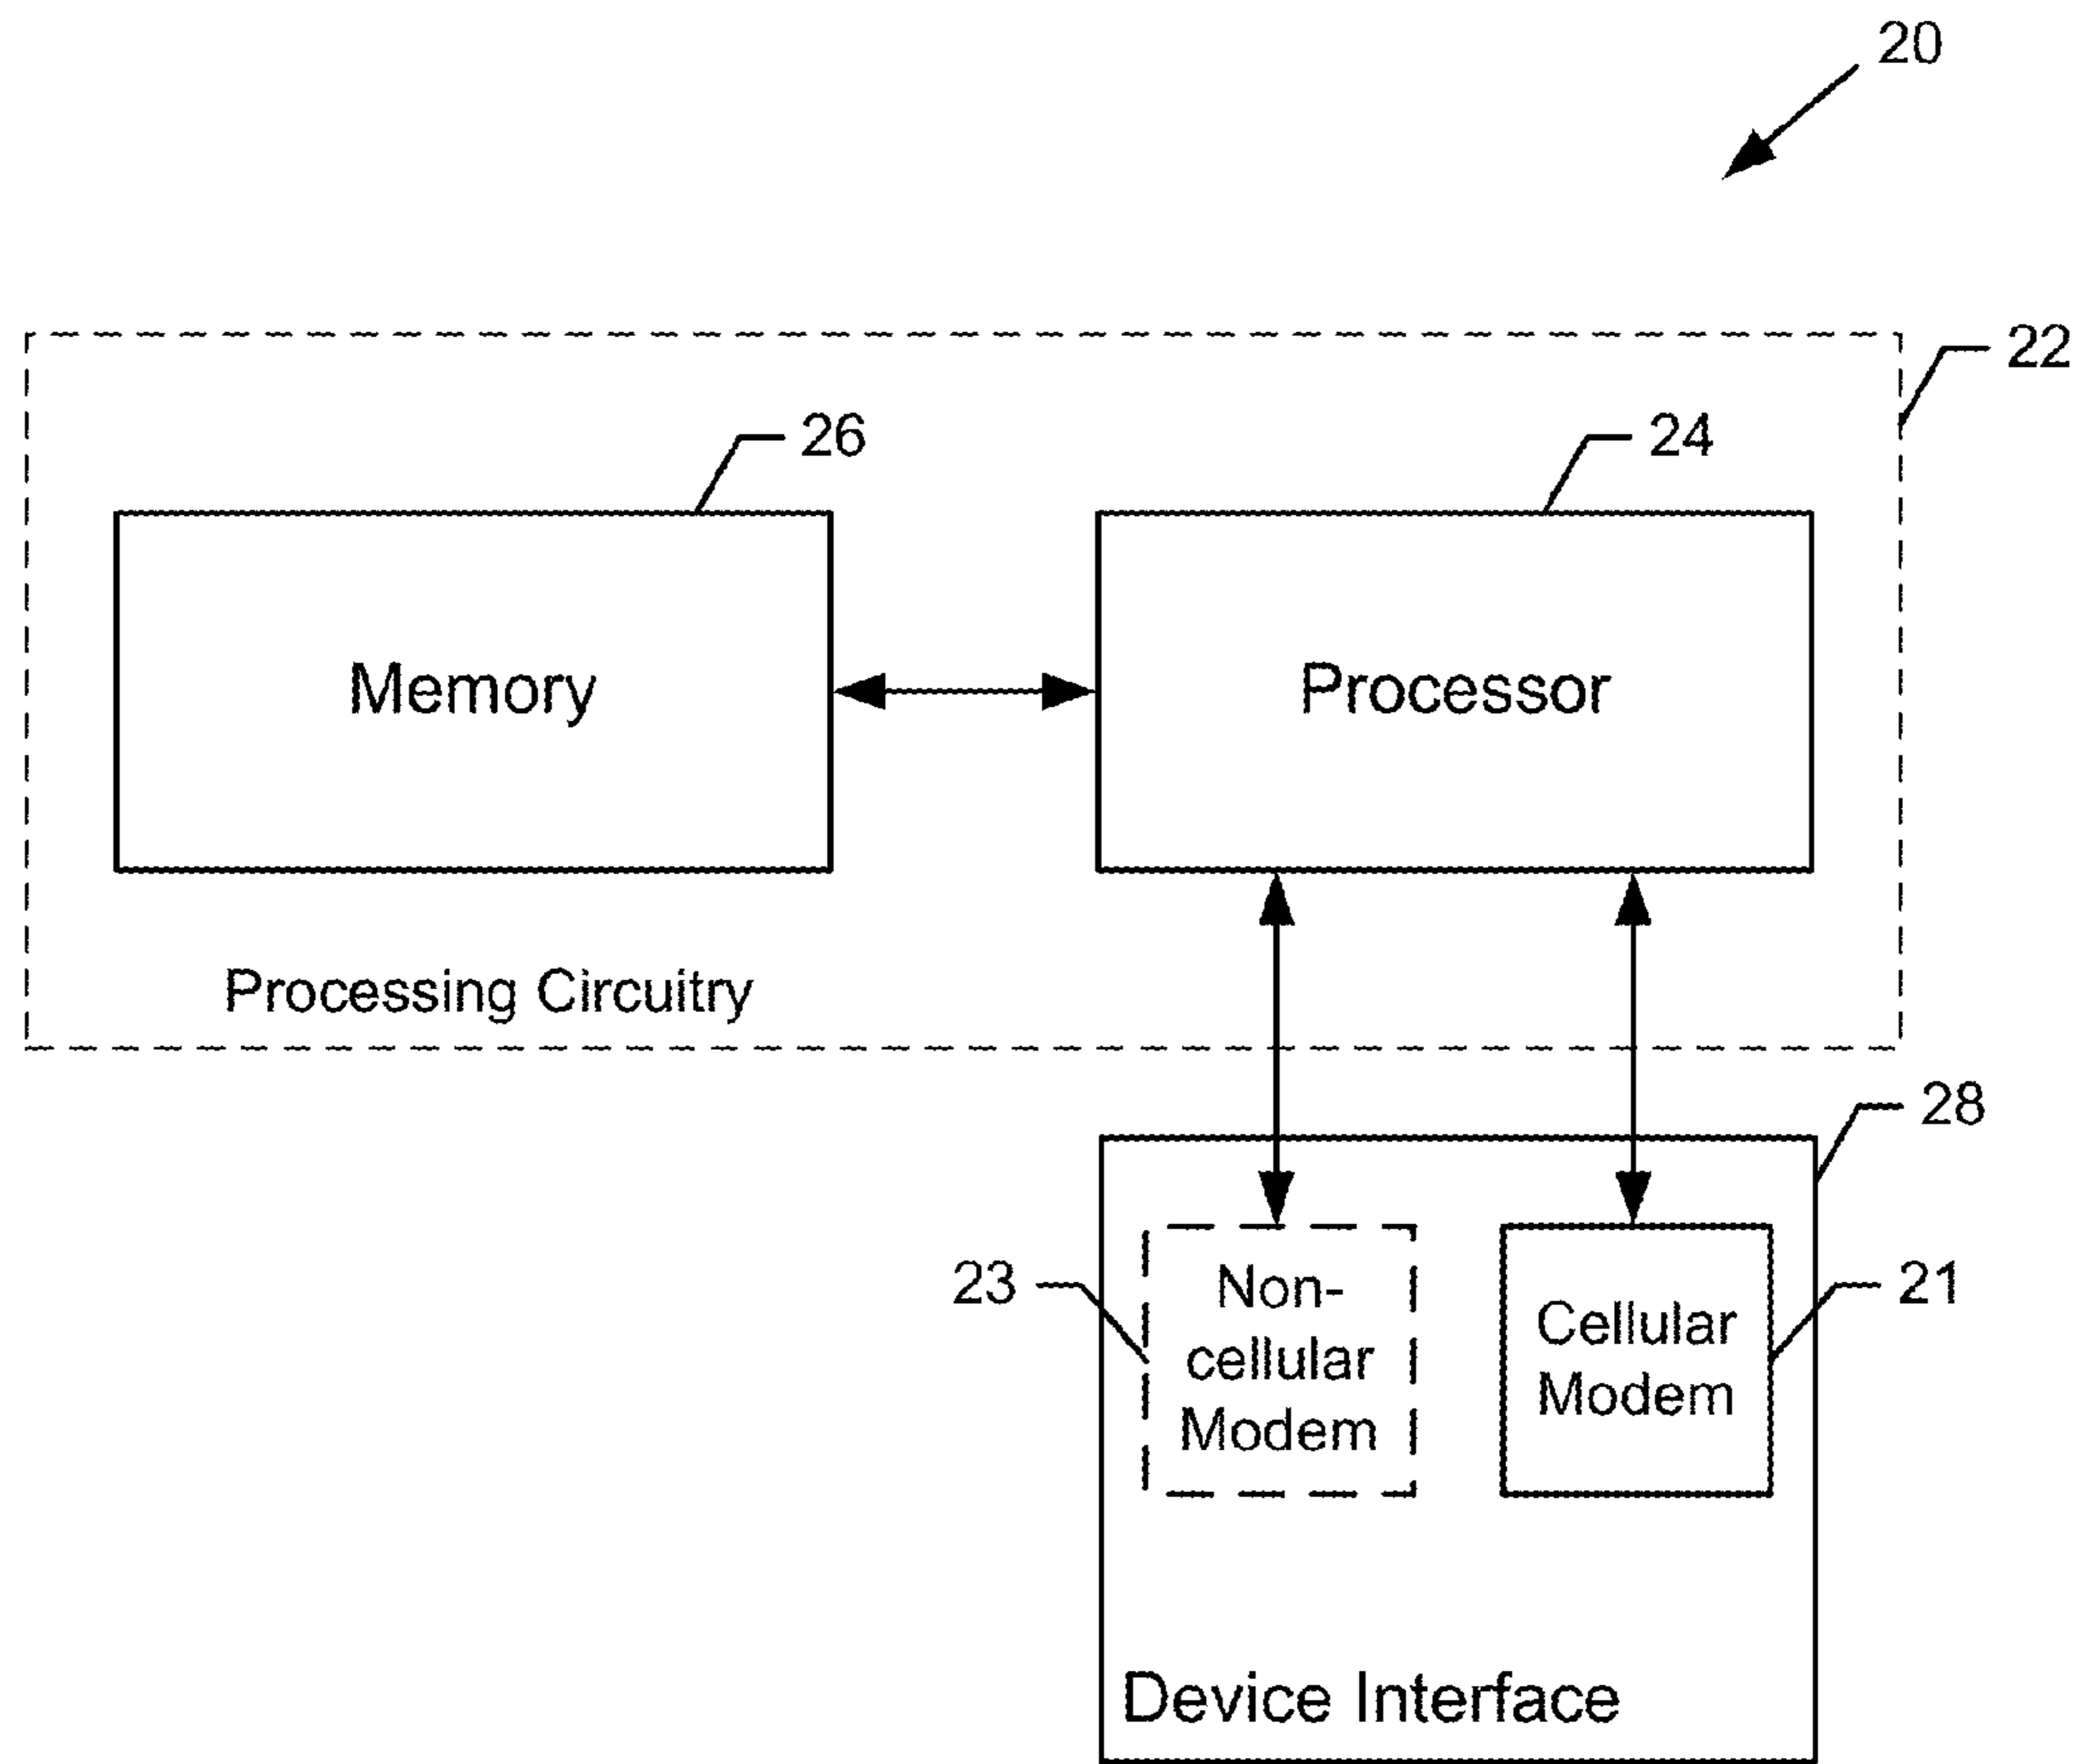 20
22
26
24
Memory
Processor
Processing Circuitry
28
23
Non-
cellular
Modem
Cellular
Modem
21
Device Interface